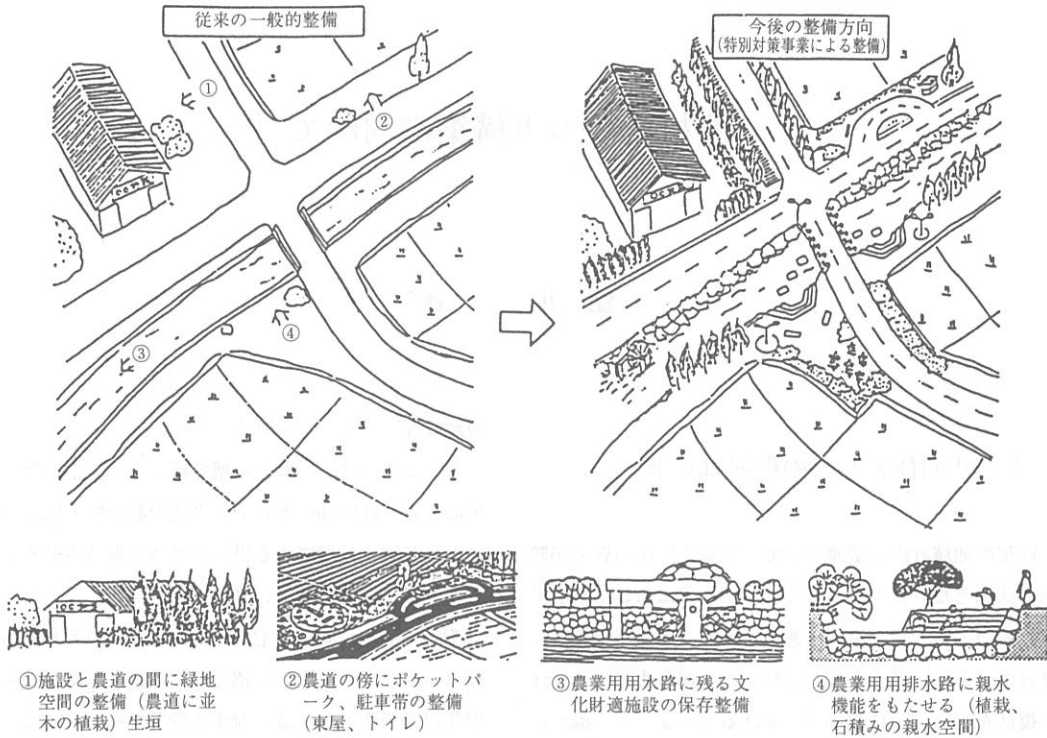 従来の一般的整備
今後の整備方向
(特別対策事業による整備)
①
②
③
④
①施設と農道の間に緑地
空間の整備（農道に並
木の植栽）生垣
②農道の傍にポケットパ
ーク、駐車帯の整備
（東屋、トイレ）
③農業用用水路に残る文
化財適施設の保存整備
④農業用用排水路に親水
機能をもたせる（植栽、
石積みの親水空間）